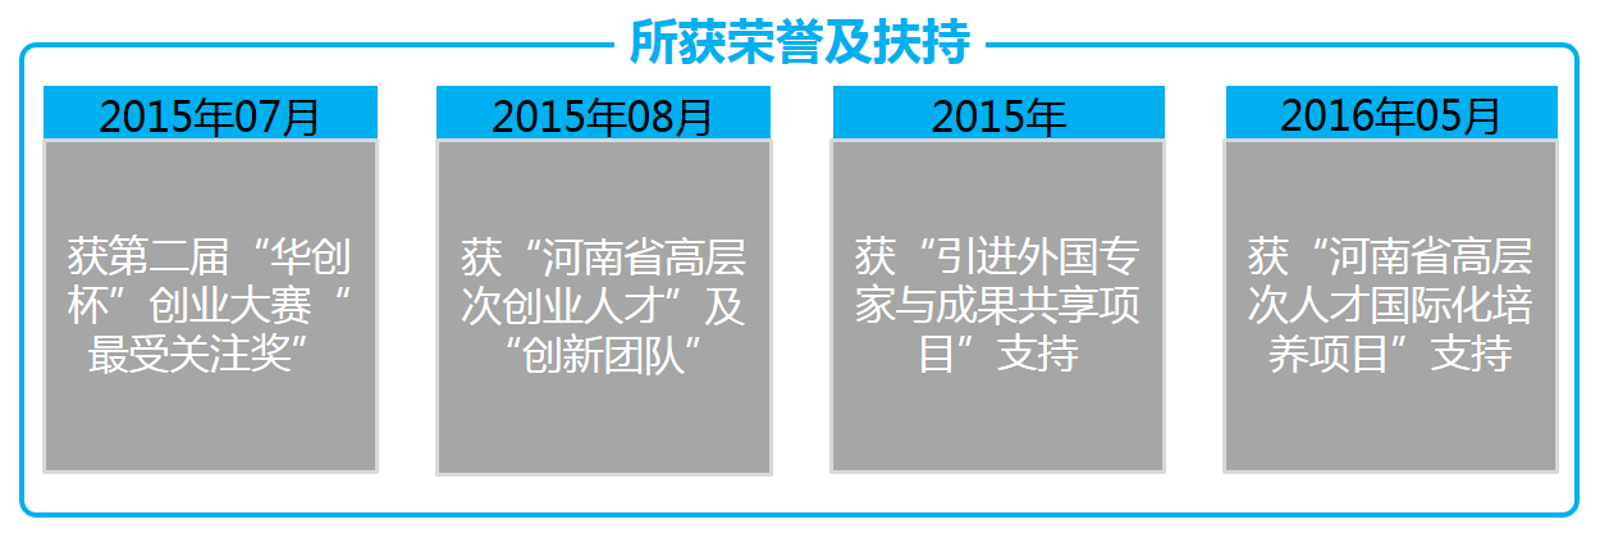 所获荣誉及扶持
2015年07月
获第二届“华创
杯”创业大赛“
最受关注奖”
2015年08月
获“河南省高层
次创业人才”及
“创新团队”
2015年
获“引进外国专
家与成果共享项
目”支持
2016年05月
获“河南省高层
次人才国际化培
养项目”支持